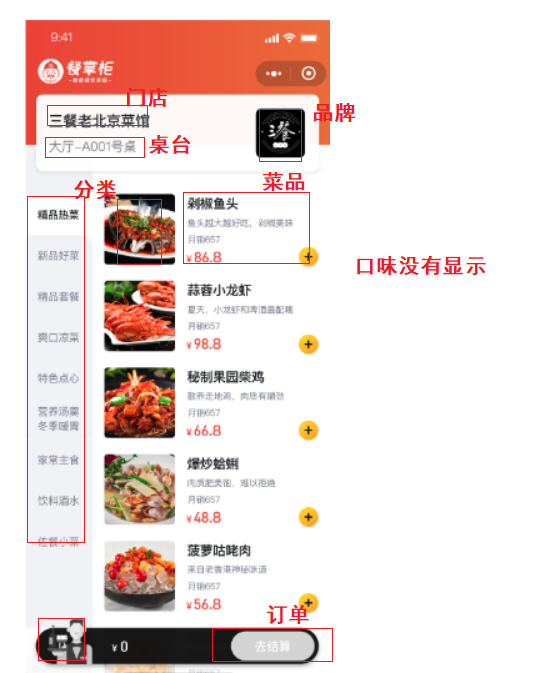 9:41
餐掌柜
门店
三餐老北京菜馆
品牌
三餐
大厅-A001号桌
桌台
分类
菜品
精品热菜
新品好菜
精品套餐
爽口凉菜
特色点心
营养汤羹
冬季暖胃
家常主食
饮料酒水
佐餐小菜
剁椒鱼头
鱼头越大越好吃，剁椒美味
月销657
¥86.8
口味没有显示
蒜蓉小龙虾
夏天，小龙虾和啤酒最配哦
月销657
¥98.8
秘制果园柴鸡
散养走地鸡，肉质有嚼劲
月销657
¥66.8
爆炒蛤蜊
肉质肥美饱，难以拒绝
月销657
¥48.8
菠萝咕咾肉
来自老香港神秘味道
月销657
¥56.8
订单
¥0
去结算